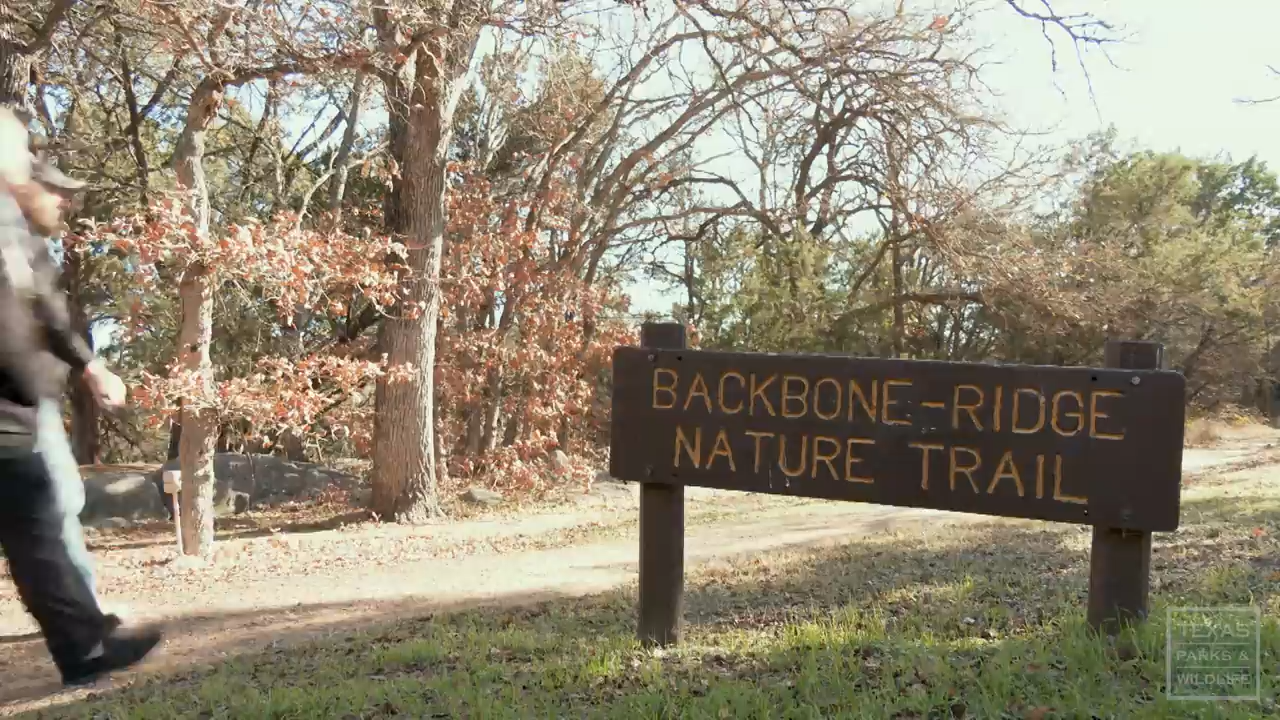 BACKBONE-RIDGE
NATURE TRAIL
TEXAS
PARKS &
WILDLIFE